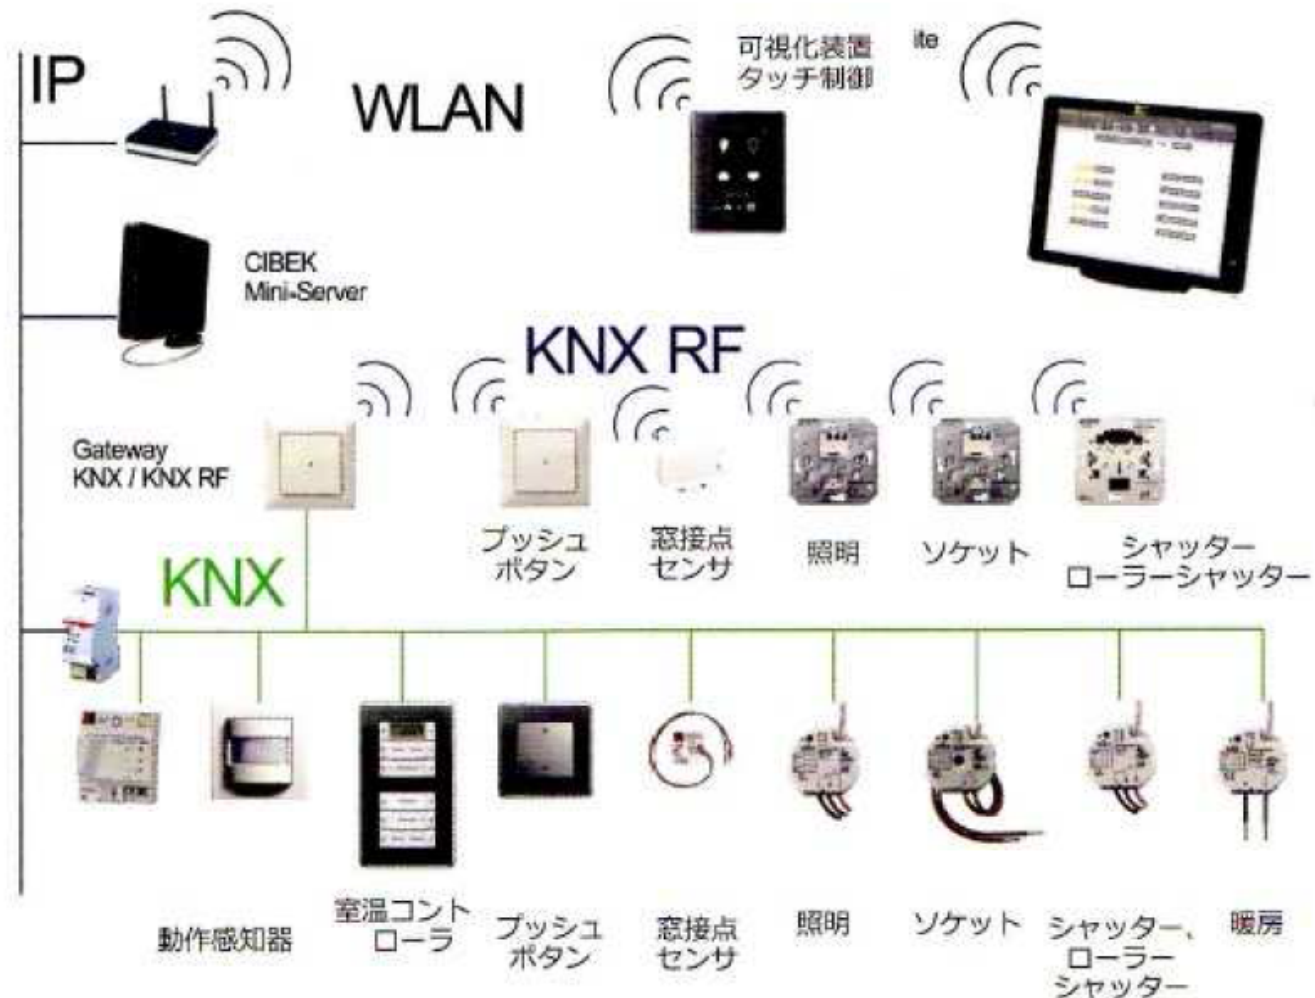 IP
WLAN
可視化装置
タッチ制御
ite
CIBEK
Mini-Server
KNX RF
Gateway
KNX / KNX RF
プッシュ
ボタン
窓接点
センサ
照明
ソケット
シャッター
ローラーシャッター
KNX
動作感知器
室温コント
ローラ
プッシュ
ボタン
窓接点
センサ
照明
ソケット
シャッター、
ローラー
シャッター
暖房